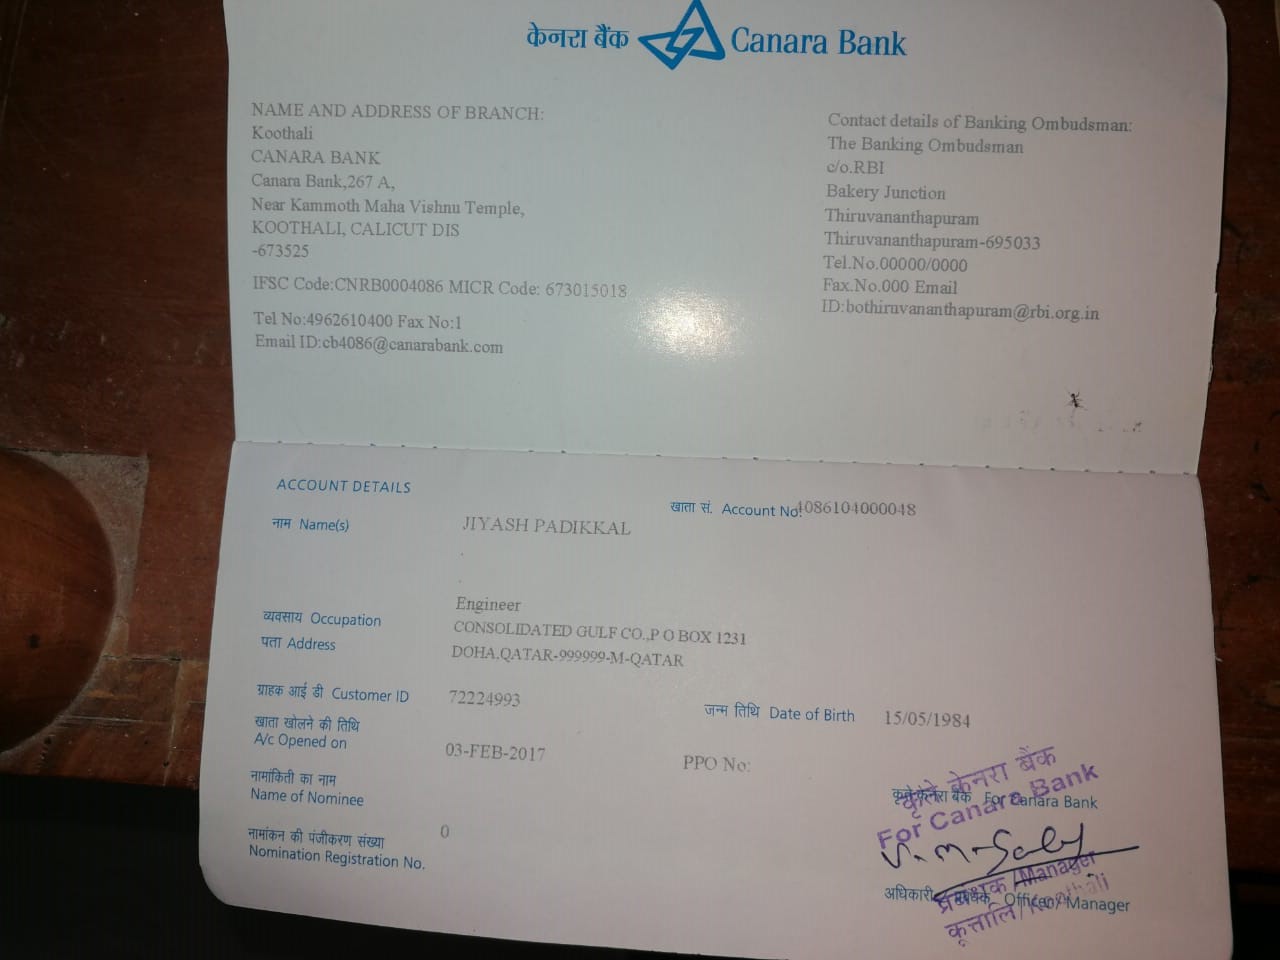 केनरा बैंक Canara Bank
NAME AND ADDRESS OF BRANCH:
Koothali
CANARA BANK
Canara Bank,267 A,
Near Kammoth Maha Vishnu Temple,
KOOTHALI, CALICUT DIS
-673525
IFSC Code:CNRB0004086 MICR Code: 673015018
Tel No:4962610400 Fax No:1
Email ID:cb4086@canarabank.com
Contact details of Banking Ombudsman:
The Banking Ombudsman
c/o.RBI
Bakery Junction
Thiruvananthapuram
Thiruvananthapuram-695033
Tel.No.00000/0000
Fax.No.000 Email
ID:bothiruvananthapuram@rbi.org.in
ACCOUNT DETAILS
नाम Name(s) JIYASH PADIKKAL
खाता सं. Account No. 4086104000048
व्यवसाय Occupation Engineer
पता Address CONSOLIDATED GULF CO.,P O BOX 1231
DOHA,QATAR-999999-M-QATAR
ग्राहक आई डी Customer ID 72224993
जन्म तिथि Date of Birth 15/05/1984
खाता खोलने की तिथि
A/c Opened on 03-FEB-2017
PPO No:
नामांकिती का नाम
Name of Nominee
नामांकन की पंजीकरण संख्या 0
Nomination Registration No.
कृते केनरा बैंक For Canara Bank
कृते केनरा बैंक
For Canara Bank
अधिकारी Officer/Manager
प्रबंधक/Manager
कूत्तालि/Koothali